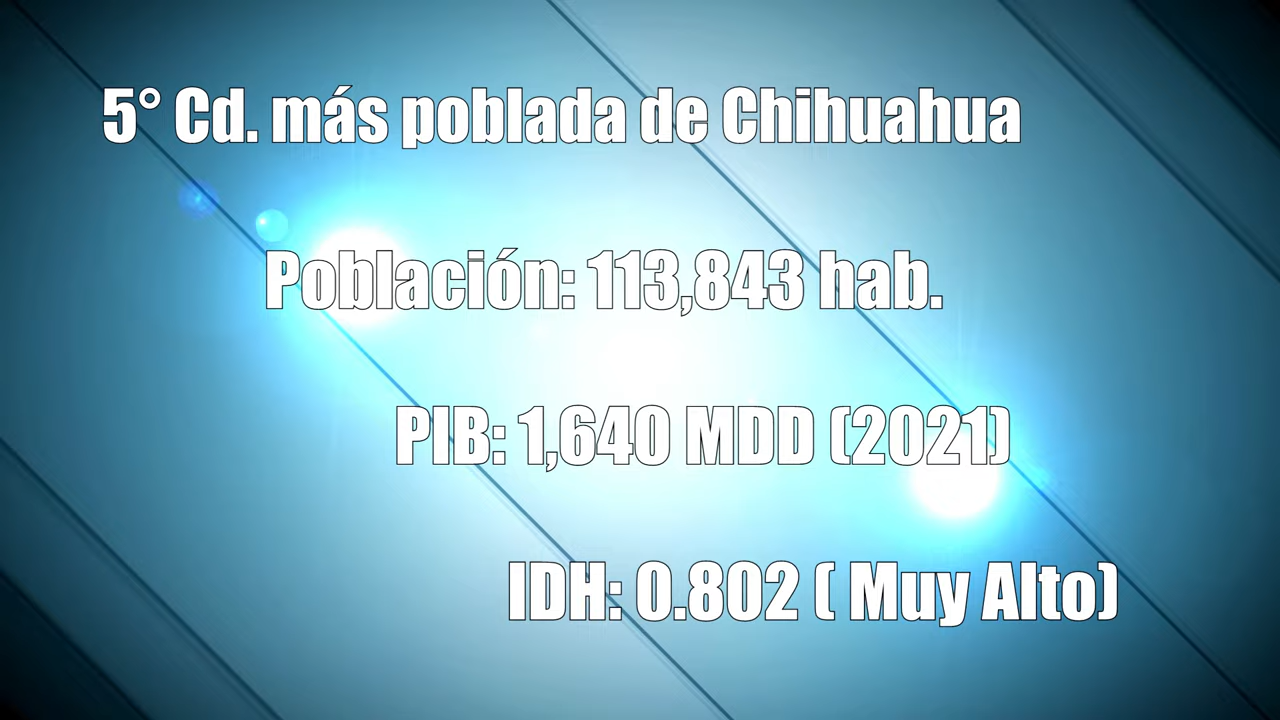 5° Cd. más poblada de Chihuahua
Población: 113,843 hab.
PIB: 1,640 MDD (2021)
IDH: 0.802 ( Muy Alto)